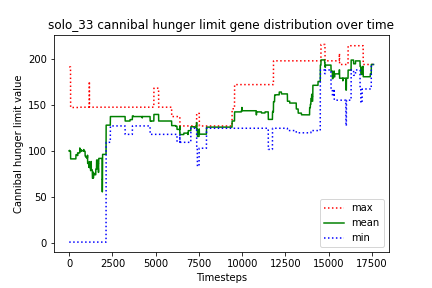 solo_33 cannibal hunger limit gene distribution over time
Cannibal hunger limit value
200
150
100
50
0
max
mean
min
0 2500 5000 7500 10000 12500 15000 17500
Timesteps